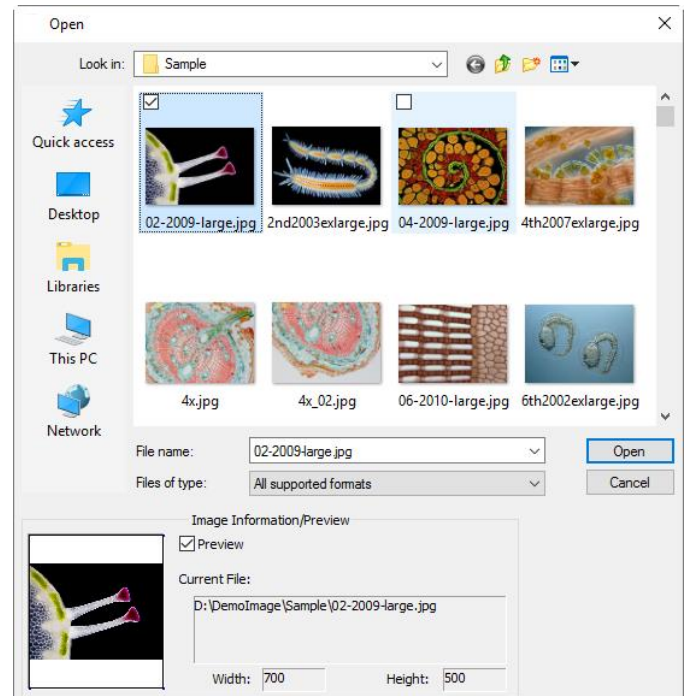 Open
Look in: Sample
Quick access
Desktop
Libraries
This PC
Network
02-2009-large.jpg 2nd2003exlarge.jpg 04-2009-large.jpg 4th2007exlarge.jpg
4x.jpg 4x_02.jpg 06-2010-large.jpg 6th2002exlarge.jpg
File name: 02-2009-large.jpg Open
Files of type: All supported formats Cancel
Image Information/Preview
Preview
Current File:
D:\DemoImage\Sample\02-2009-large.jpg
Width: 700 Height: 500